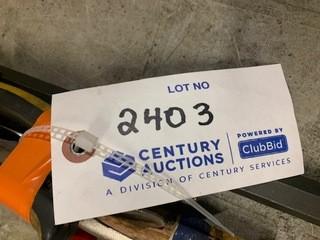 LOT NO
2403
CENTURY
AUCTIONS
POWERED BY
ClubBid
A DIVISION OF CENTURY SERVICES